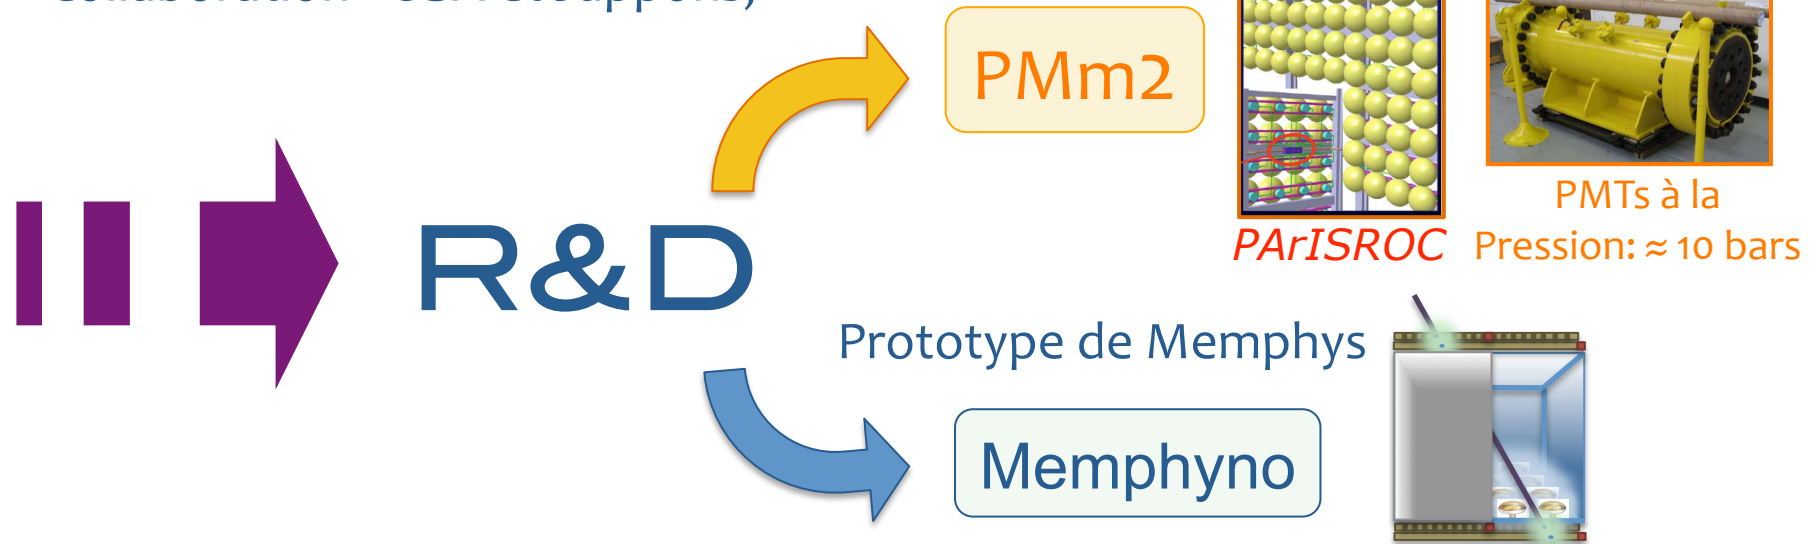 PMm2
PMTs à la
Pression: ≈ 10 bars
PArISROC
R&D
Prototype de Memphys
Memphyno